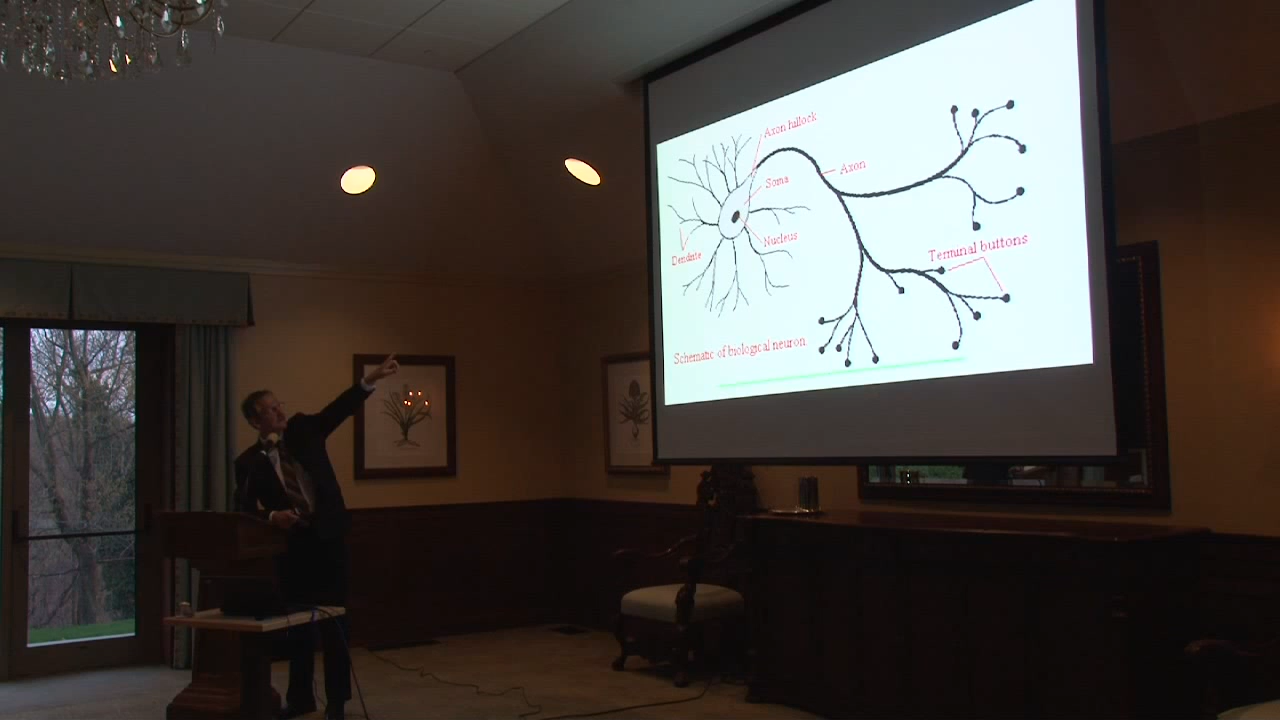 Axon hillock
Axon
Soma
Nucleus
Dendrite
Terminal buttons
Schematic of biological neuron